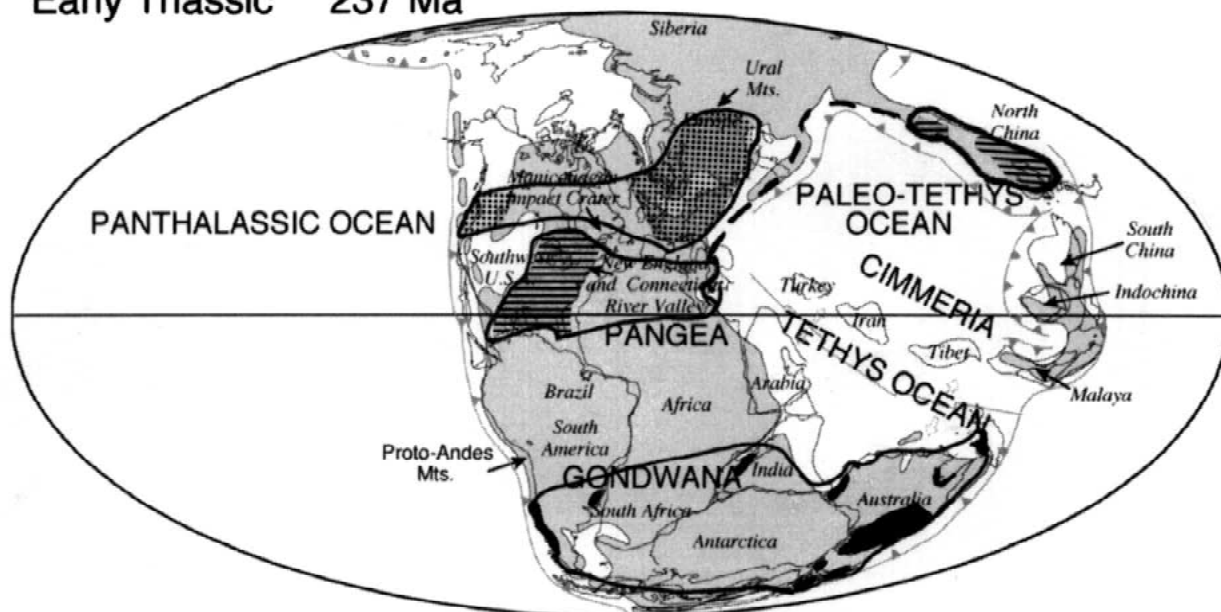 Early Triassic 237 Ma
Siberia
Ural
Mts.
North
China
Manicouagan
Impact Crater
PANTHALASSIC OCEAN
PALEO-TETHYS
OCEAN
South
China
Southwest
U.S.
New England
and Connecticut
River Valley
CIMMERIA
Turkey
Indochina
Iran
PANGEA
TETHYS OCEAN
Tibet
Malaya
Arabia
Brazil
Africa
South
America
Proto-Andes
Mts.
GONDWANA
India
South Africa
Australia
Antarctica